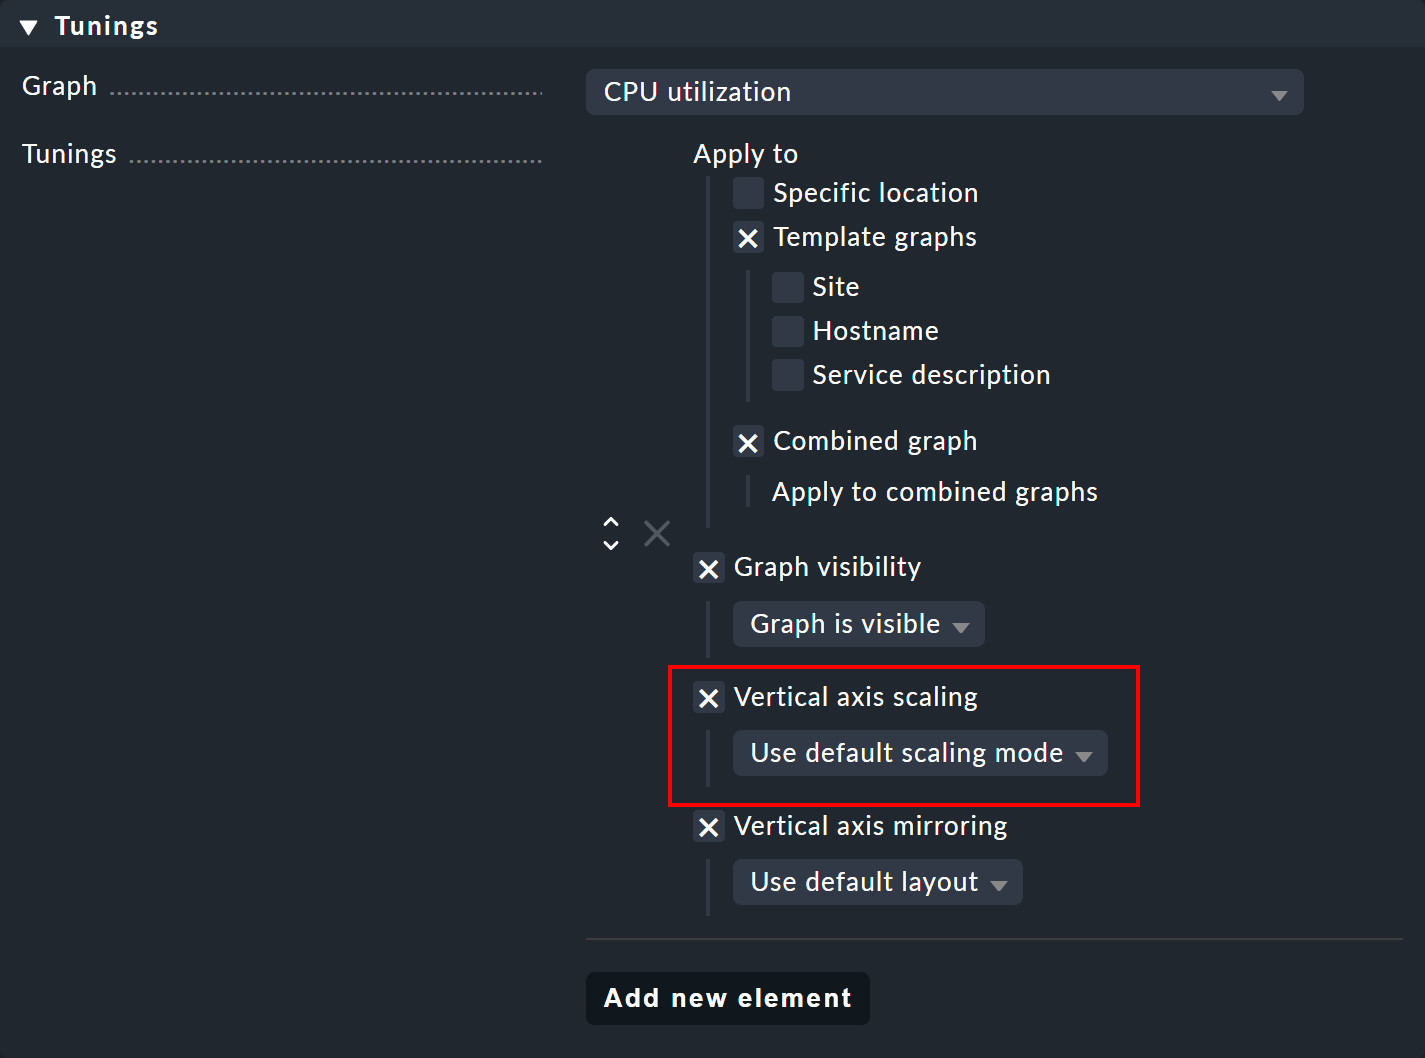 Tunings
Graph
CPU utilization
Tunings
Apply to
Specific location
Template graphs
Site
Hostname
Service description
Combined graph
Apply to combined graphs
Graph visibility
Graph is visible
Vertical axis scaling
Use default scaling mode
Vertical axis mirroring
Use default layout
Add new element